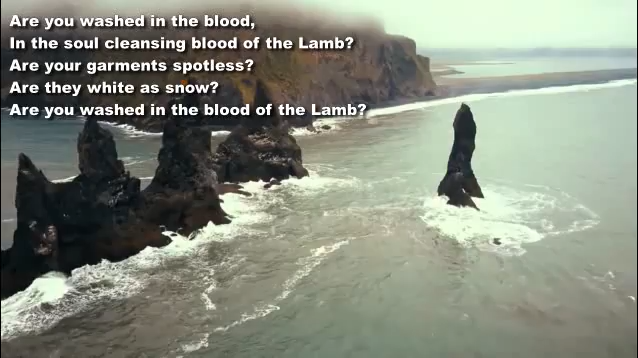 Are you washed in the blood,
In the soul cleansing blood of the Lamb?
Are your garments spotless?
Are they white as snow?
Are you washed in the blood of the Lamb?